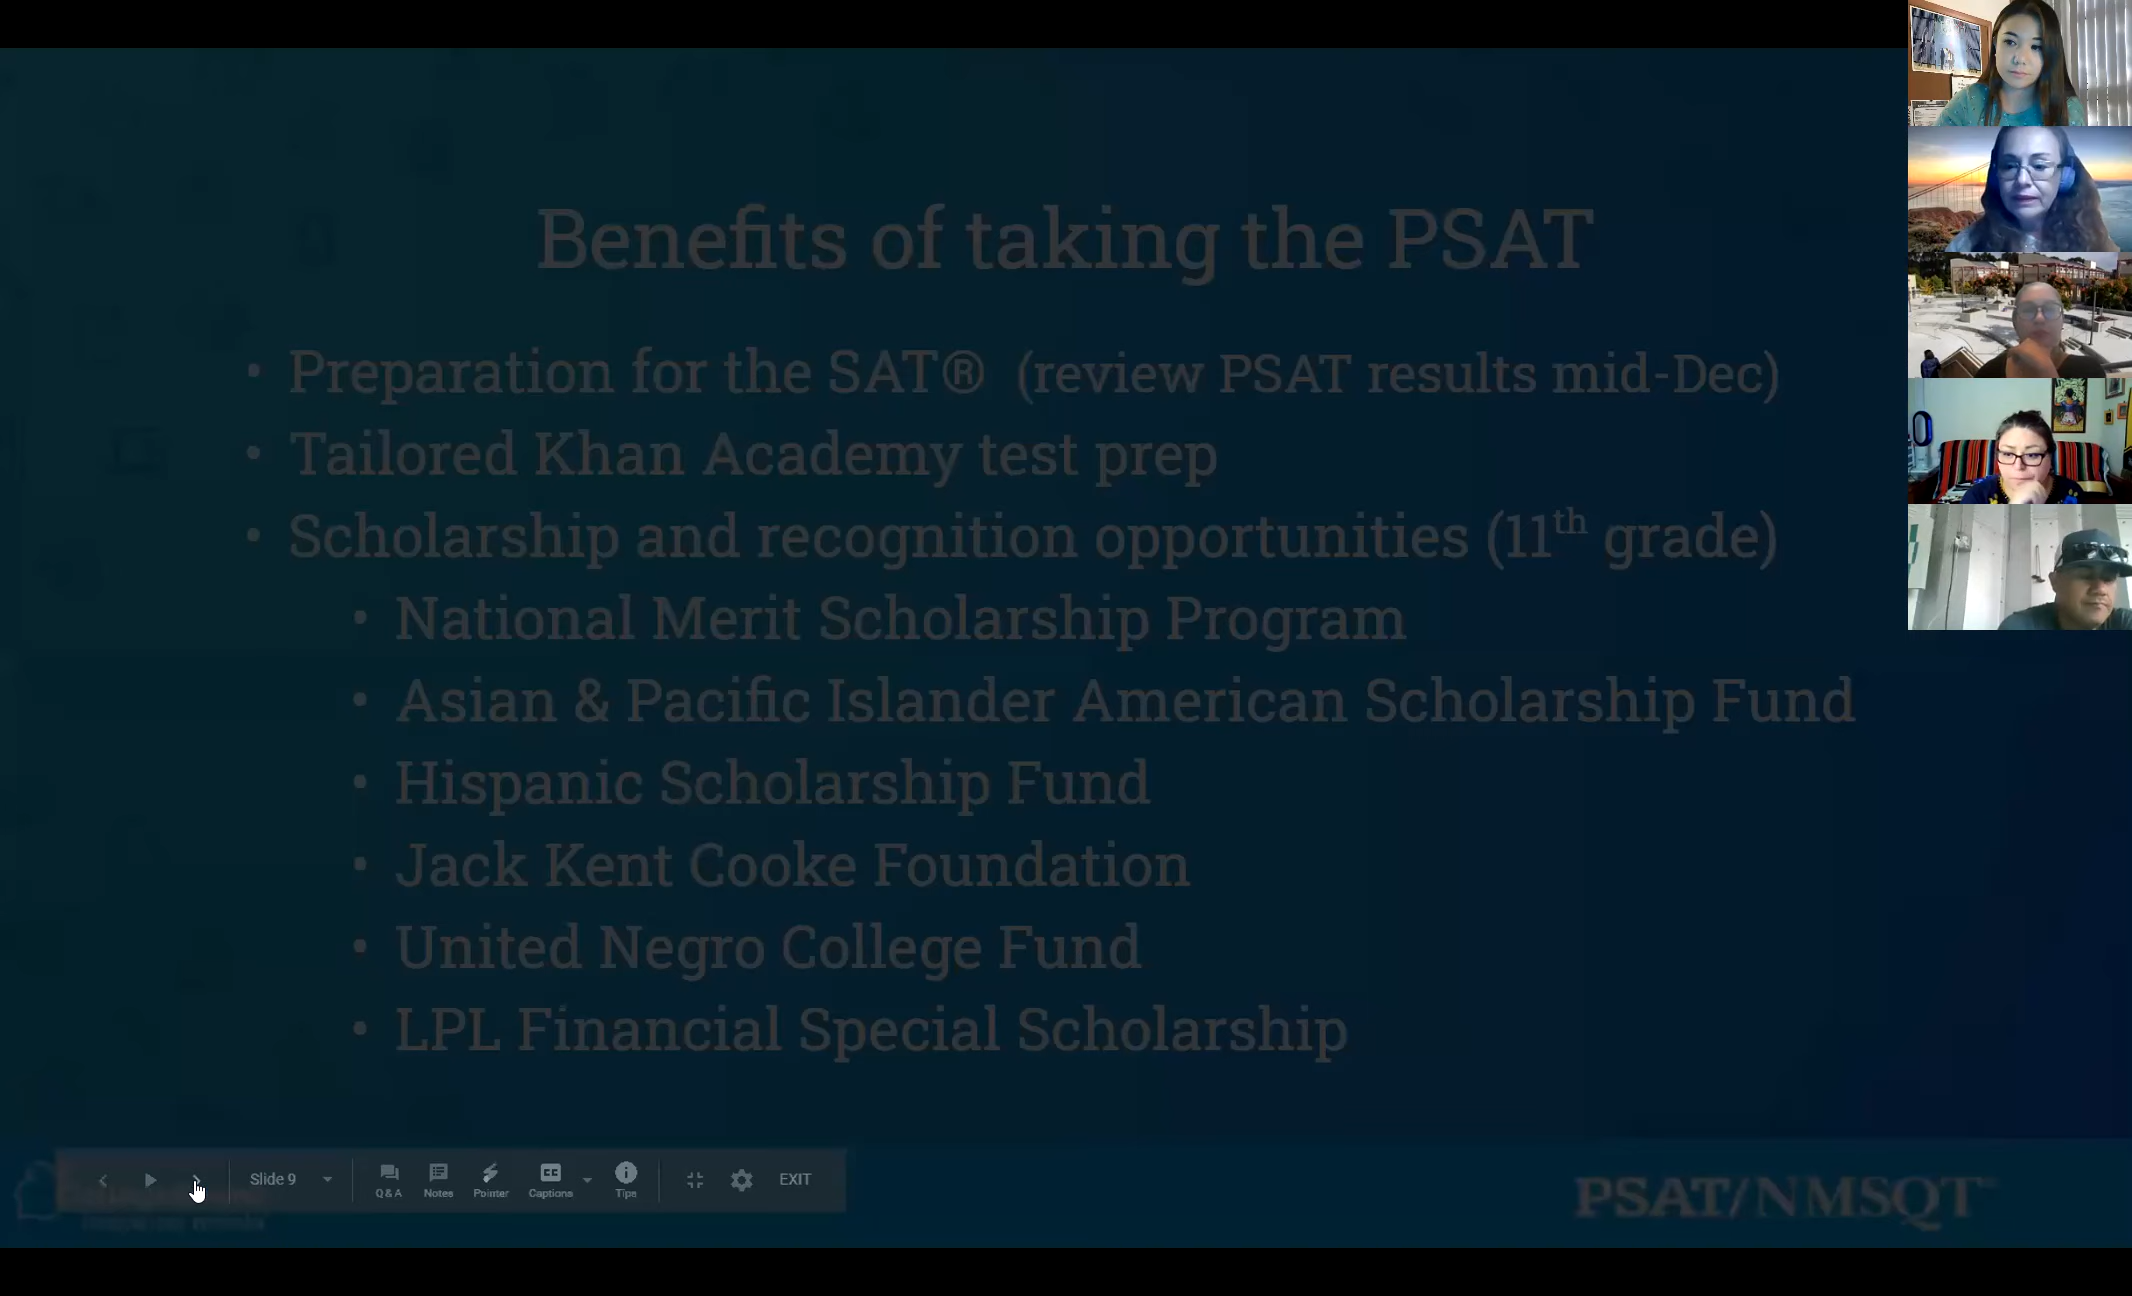 Benefits of taking the PSAT
• Preparation for the SAT® (review PSAT results mid-Dec)
• Tailored Khan Academy test prep
• Scholarship and recognition opportunities (11th grade)
• National Merit Scholarship Program
• Asian & Pacific Islander American Scholarship Fund
• Hispanic Scholarship Fund
• Jack Kent Cooke Foundation
• United Negro College Fund
• LPL Financial Special Scholarship
Slide 9
Q & A
Notes
Pointer
CC
Captions
Tips
EXIT
PSAT/NMSQT